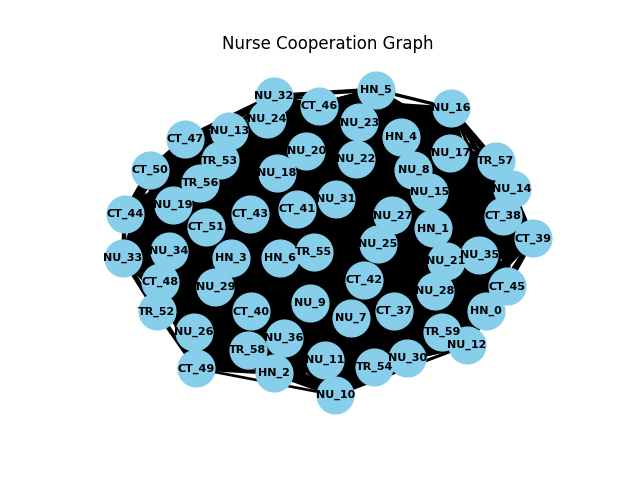 Nurse Cooperation Graph
HN_5
NU_32
CT_46
NU_16
NU_24
NU_23
NU_13
HN_4
CT_47
NU_20
NU_17
NU_22
TR_53
TR_57
CT_50
NU_8
NU_18
TR_56
NU_14
NU_15
NU_31
NU_19
CT_41
CT_44
CT_43
NU_27
CT_38
CT_51
HN_1
CT_39
NU_25
NU_34
TR_55
NU_35
NU_33
HN_3
HN_6
NU_21
CT_42
CT_48
NU_29
CT_45
NU_28
NU_9
TR_52
CT_40
CT_37
HN_0
NU_7
NU_26
TR_59
NU_36
NU_12
TR_58
NU_30
NU_11
TR_54
CT_49
HN_2
NU_10